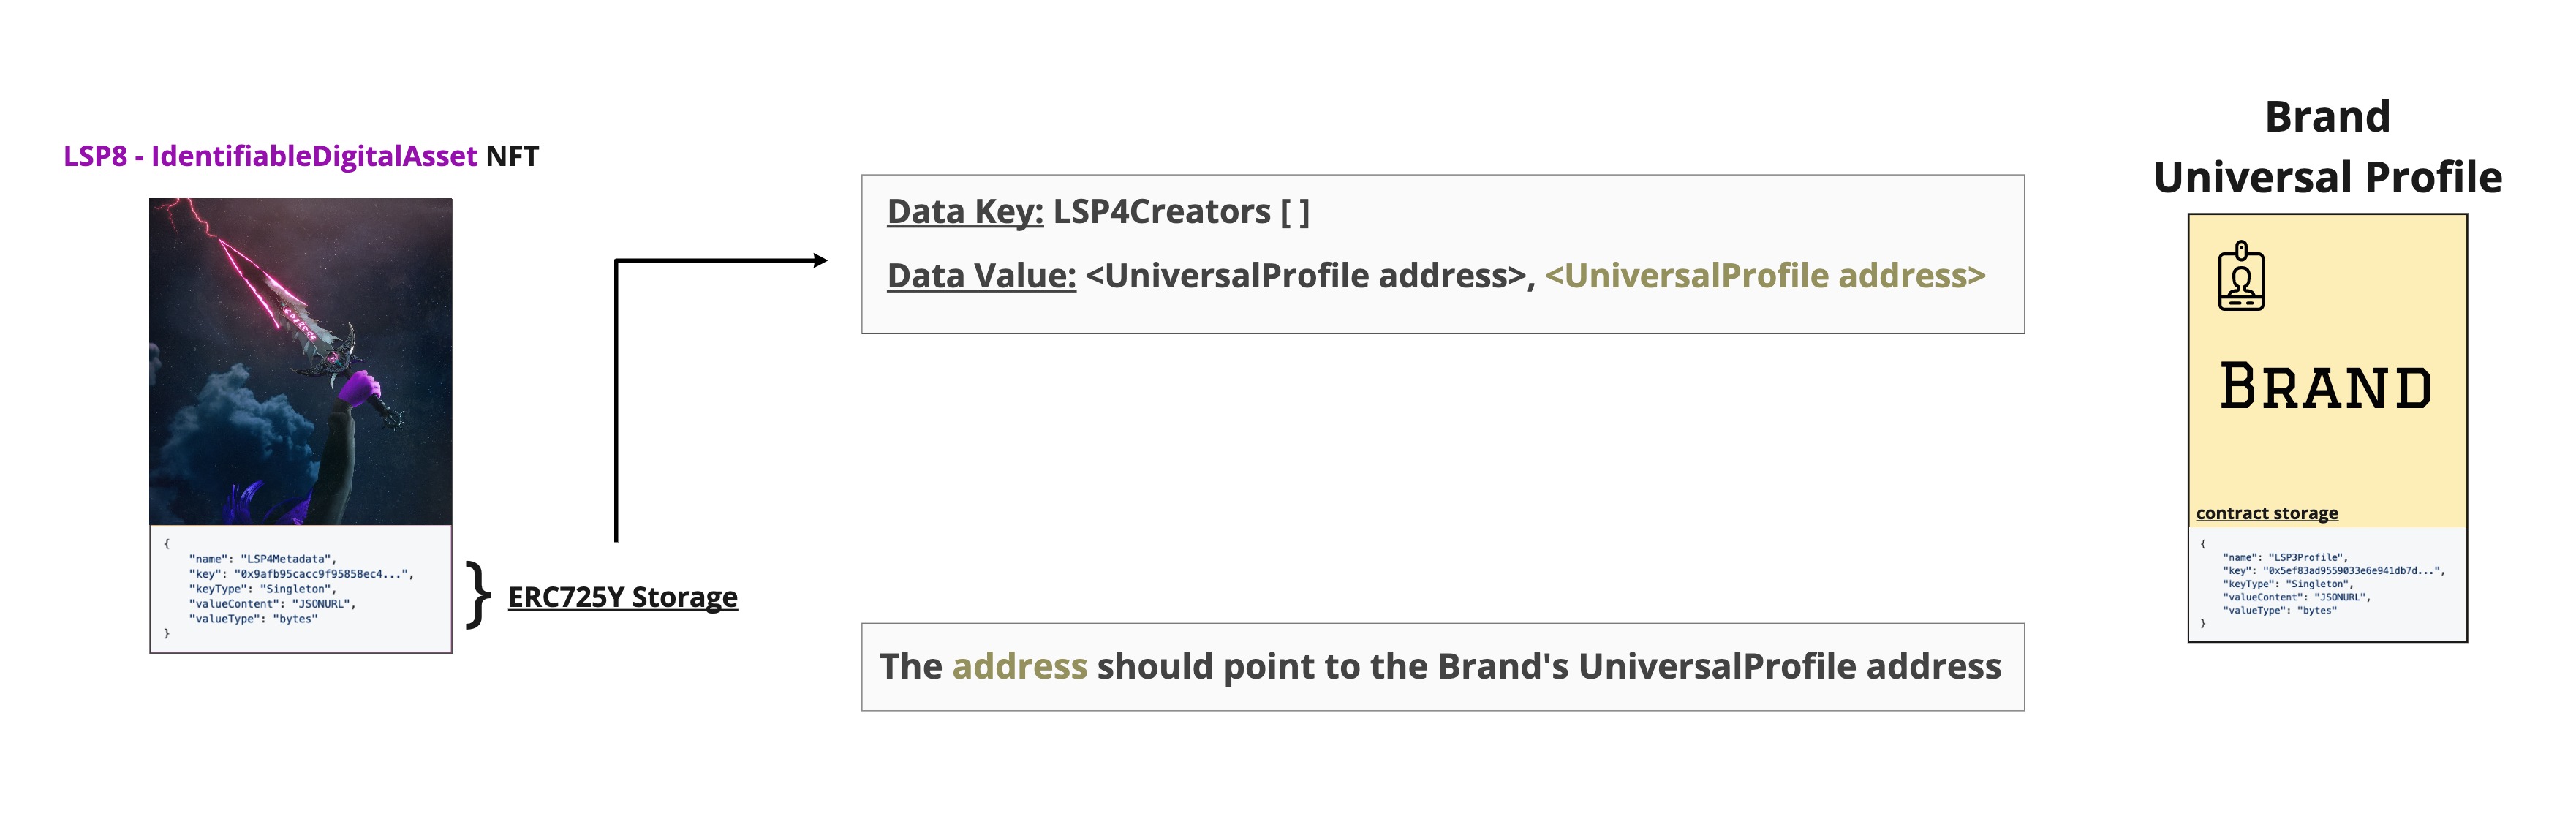 LSP8 - IdentifiableDigitalAsset NFT
{
"name": "LSP4Metadata",
"key": "0x9afb95cacc9f95858ec4...",
"keyType": "Singleton",
"valueContent": "JSONURL",
"valueType": "bytes"
}
} ERC725Y Storage
Data Key: LSP4Creators [ ]
Data Value: <UniversalProfile address>, <UniversalProfile address>
The address should point to the Brand's UniversalProfile address
Brand
Universal Profile
BRAND
contract storage
{
"name": "LSP3Profile",
"key": "0x5ef83ad9559033e6e941db7d...",
"keyType": "Singleton",
"valueContent": "JSONURL",
"valueType": "bytes"
}